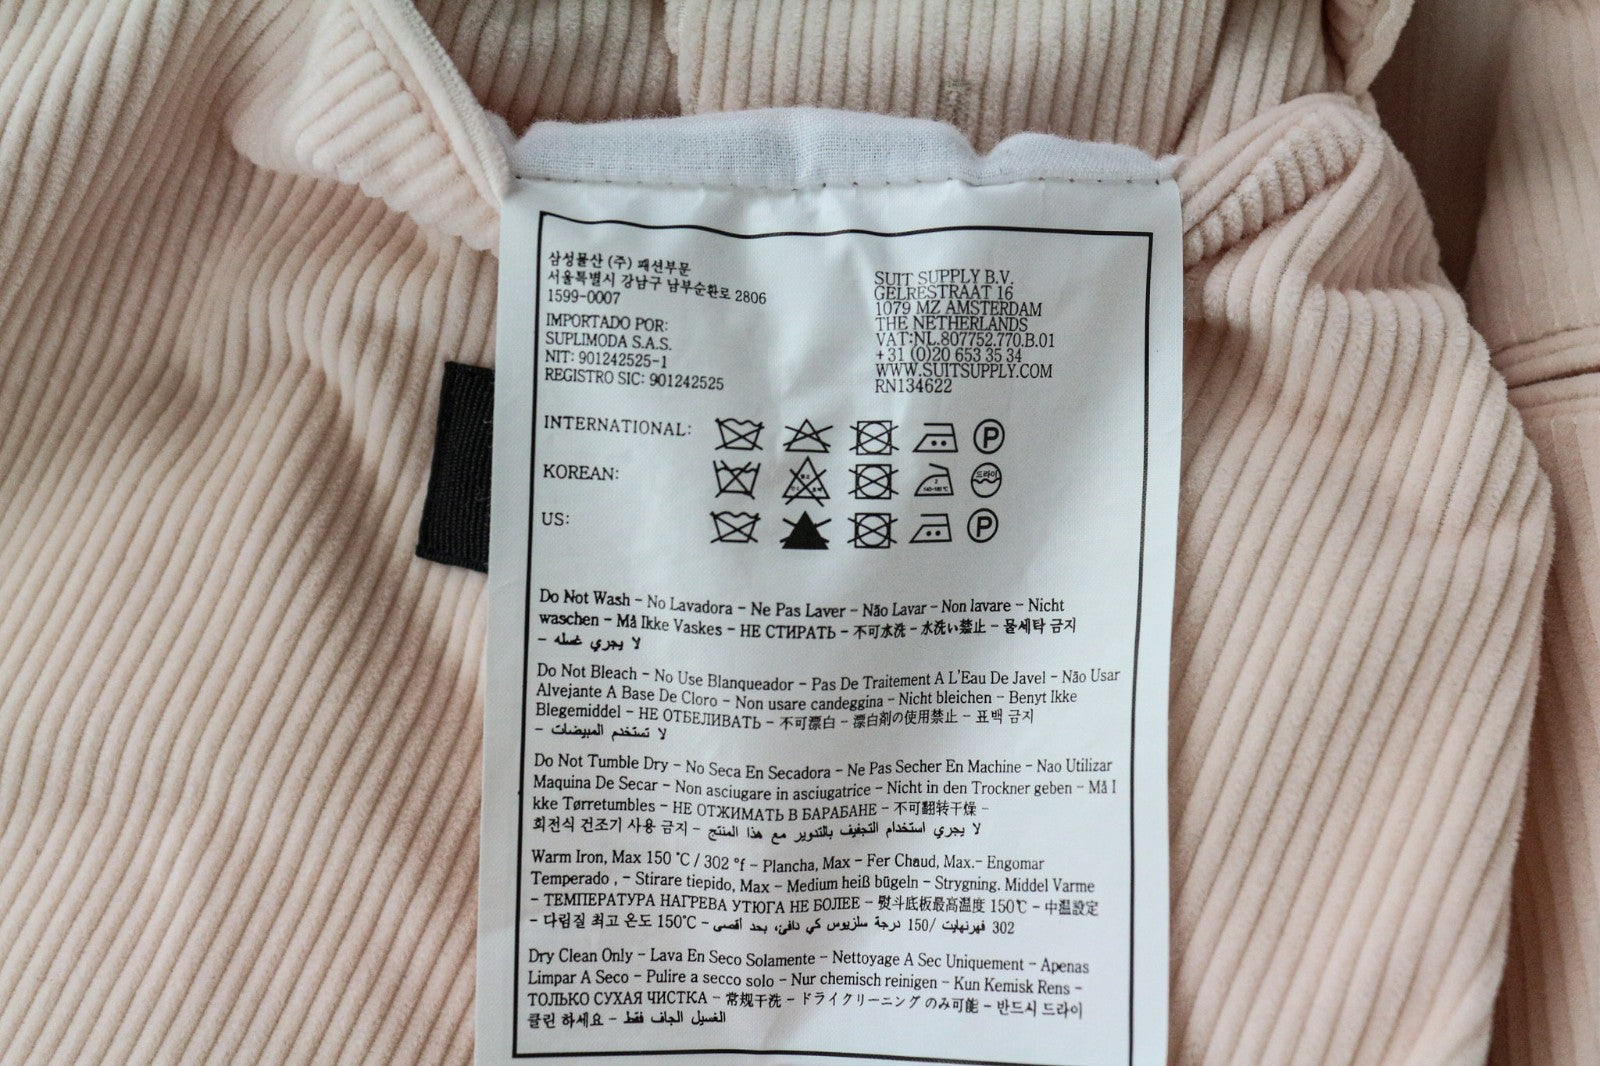 삼성물산 (주) 패션부문
서울특별시 강남구 남부순환로 2806
1599-0007
IMPORTADO POR:
SUPLIMODA S.A.S.
NIT: 901242525-1
REGISTRO SIC: 901242525
SUIT SUPPLY B.V.
GELRESTRAAT 16
1079 MZ AMSTERDAM
THE NETHERLANDS
VAT:NL.807752.770.B.01
+31 (0)20 653 35 34
WWW.SUITSUPPLY.COM
RN134622
INTERNATIONAL: P
KOREAN: 드라이
US: P
Do Not Wash - No Lavadora - Ne Pas Laver - Não Lavar - Non lavare - Nicht
waschen - Må Ikke Vaskes - НЕ СТИРАТЬ - 不可水洗 - 水洗い禁止 - 물세탁 금지
- لا يجري غسله
Do Not Bleach - No Use Blanqueador - Pas De Traitement A L'Eau De Javel - Não Usar
Alvejante A Base De Cloro - Non usare candeggina - Nicht bleichen - Benyt Ikke
Blegemiddel - НЕ ОТБЕЛИВАТЬ - 不可漂白 - 漂白剤の使用禁止 - 표백 금지
- لا تستخدم المبيضات
Do Not Tumble Dry - No Seca En Secadora - Ne Pas Secher En Machine - Nao Utilizar
Maquina De Secar - Non asciugare in asciugatrice - Nicht in den Trockner geben - Må I
kke Tørretumbles - НЕ ОТЖИМАТЬ В БАРАБАНЕ - 不可翻转干燥 -
회전식 건조기 사용 금지 - لا يجري استخدام التجفيف بالتدوير مع هذا المنتج
Warm Iron, Max 150 °C / 302 °f - Plancha, Max - Fer Chaud, Max.- Engomar
Temperado , - Stirare tiepido, Max - Medium heiß bügeln - Strygning. Middel Varme
- ТЕМПЕРАТУРА НАГРЕВА УТЮГА НЕ БОЛЕЕ - 熨斗底板最高温度 150℃ - 中温設定
- 다림질 최고 온도 150℃ - 302 فهرنهايت /150 درجة سلزيوس كي دافئ، بحد أقصى
Dry Clean Only - Lava En Seco Solamente - Nettoyage A Sec Uniquement - Apenas
Limpar A Seco - Pulire a secco solo - Nur chemisch reinigen - Kun Kemisk Rens -
ТОЛЬКО СУХАЯ ЧИСТКА - 常规干洗 - ドライクリーニング のみ可能 - 반드시 드라이
클린 하세요 - الغسيل الجاف فقط